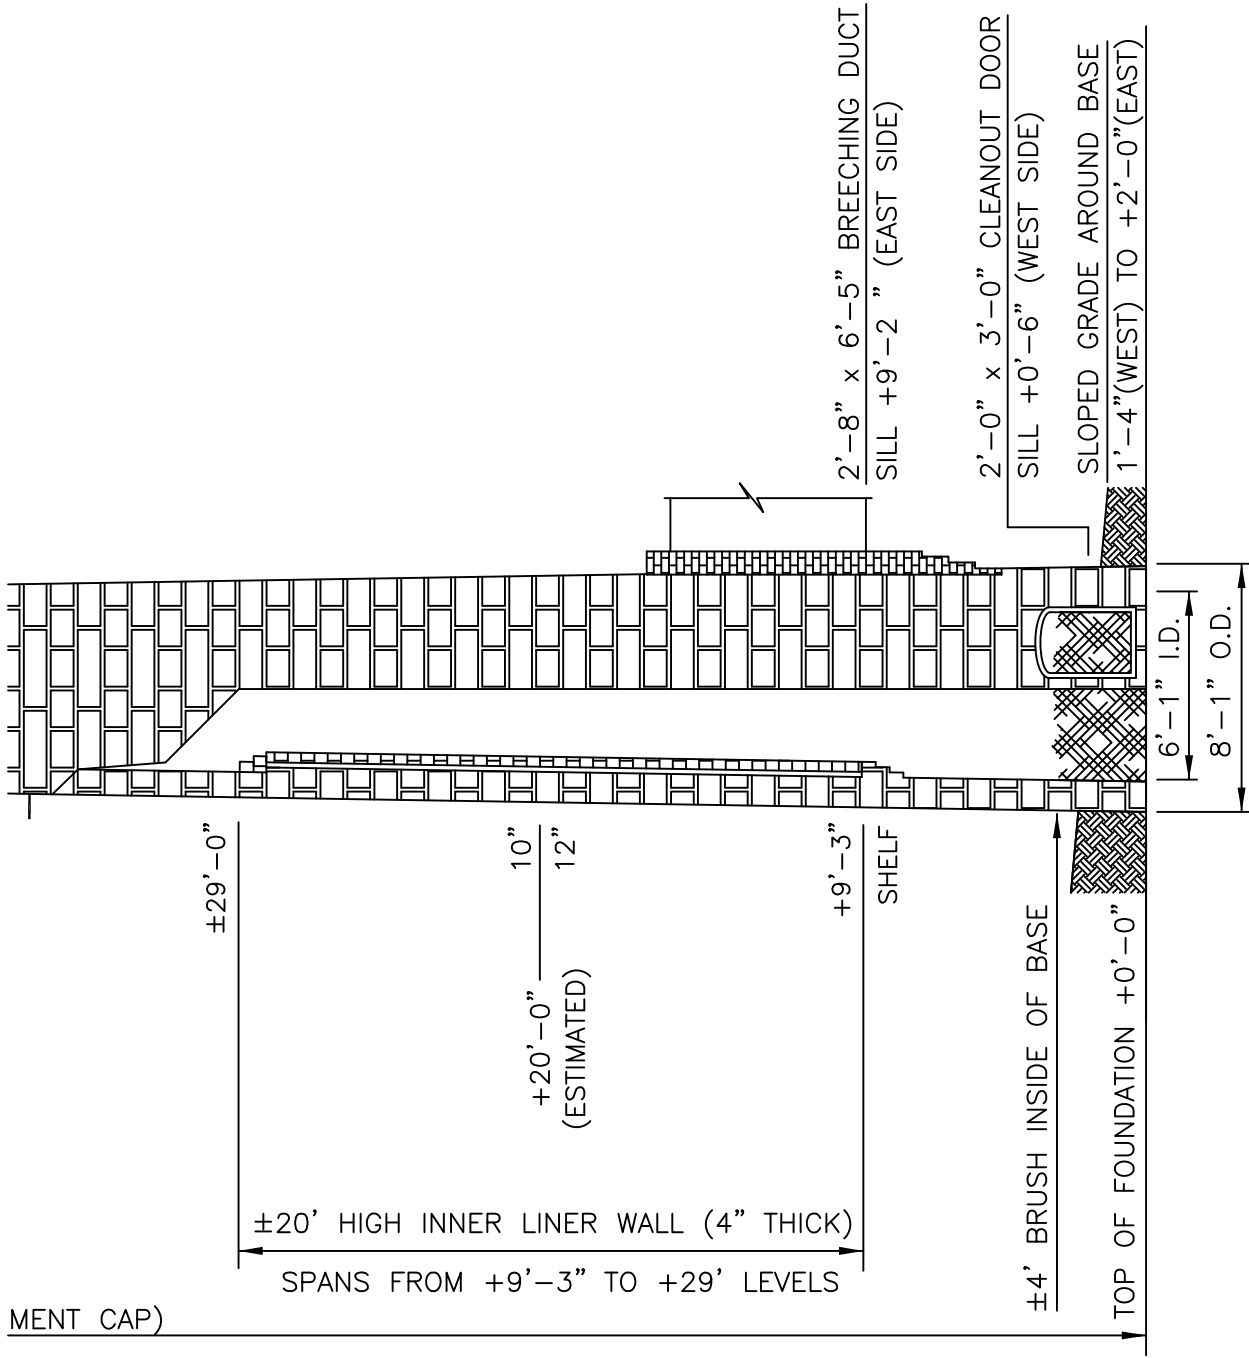 2'-8" x 6'-5" BREECHING DUCT
SILL +9'-2 " (EAST SIDE)
2'-0" x 3'-0" CLEANOUT DOOR
SILL +0'-6" (WEST SIDE)
SLOPED GRADE AROUND BASE
1'-4"(WEST) TO +2'-0"(EAST)
6'-1" I.D.
8'-1" O.D.
±29'-0"
10"
12"
+20'-0"
(ESTIMATED)
+9'-3"
SHELF
±4' BRUSH INSIDE OF BASE
TOP OF FOUNDATION +0'-0"
±20' HIGH INNER LINER WALL (4" THICK)
SPANS FROM +9'-3" TO +29' LEVELS
MENT CAP)